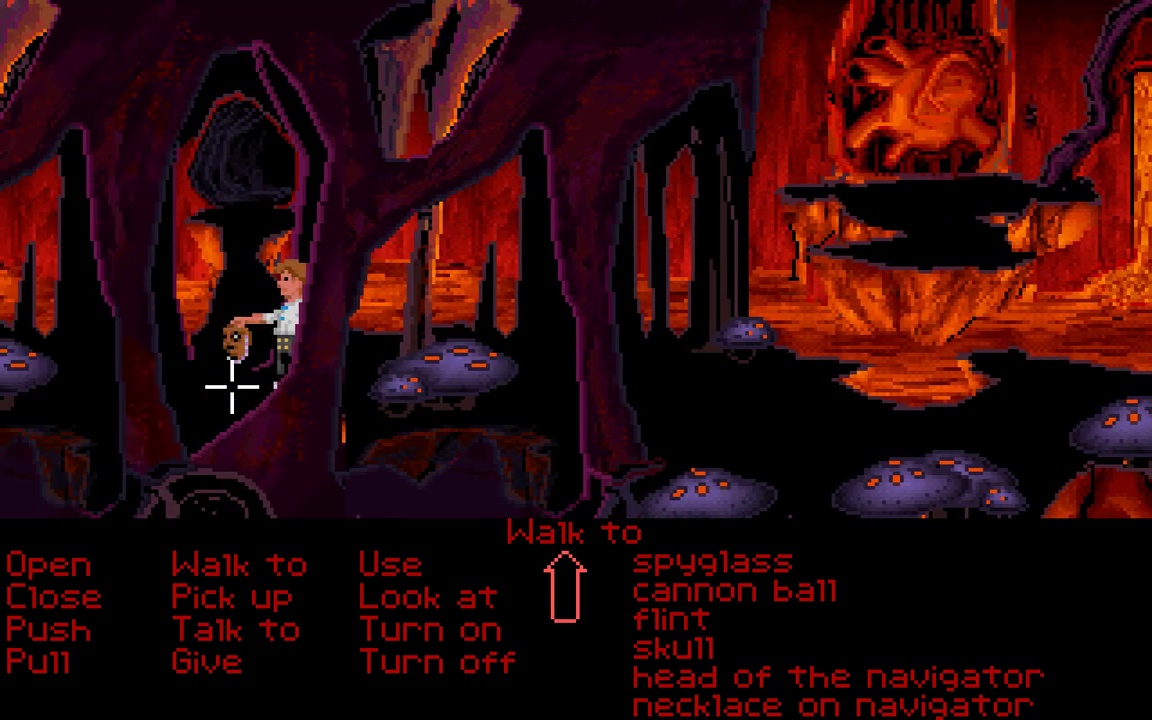 Walk to
Open Walk to Use
Close Pick up Look at
Push Talk to Turn on
Pull Give Turn off
spyglass
cannon ball
flint
skull
head of the navigator
necklace on navigator